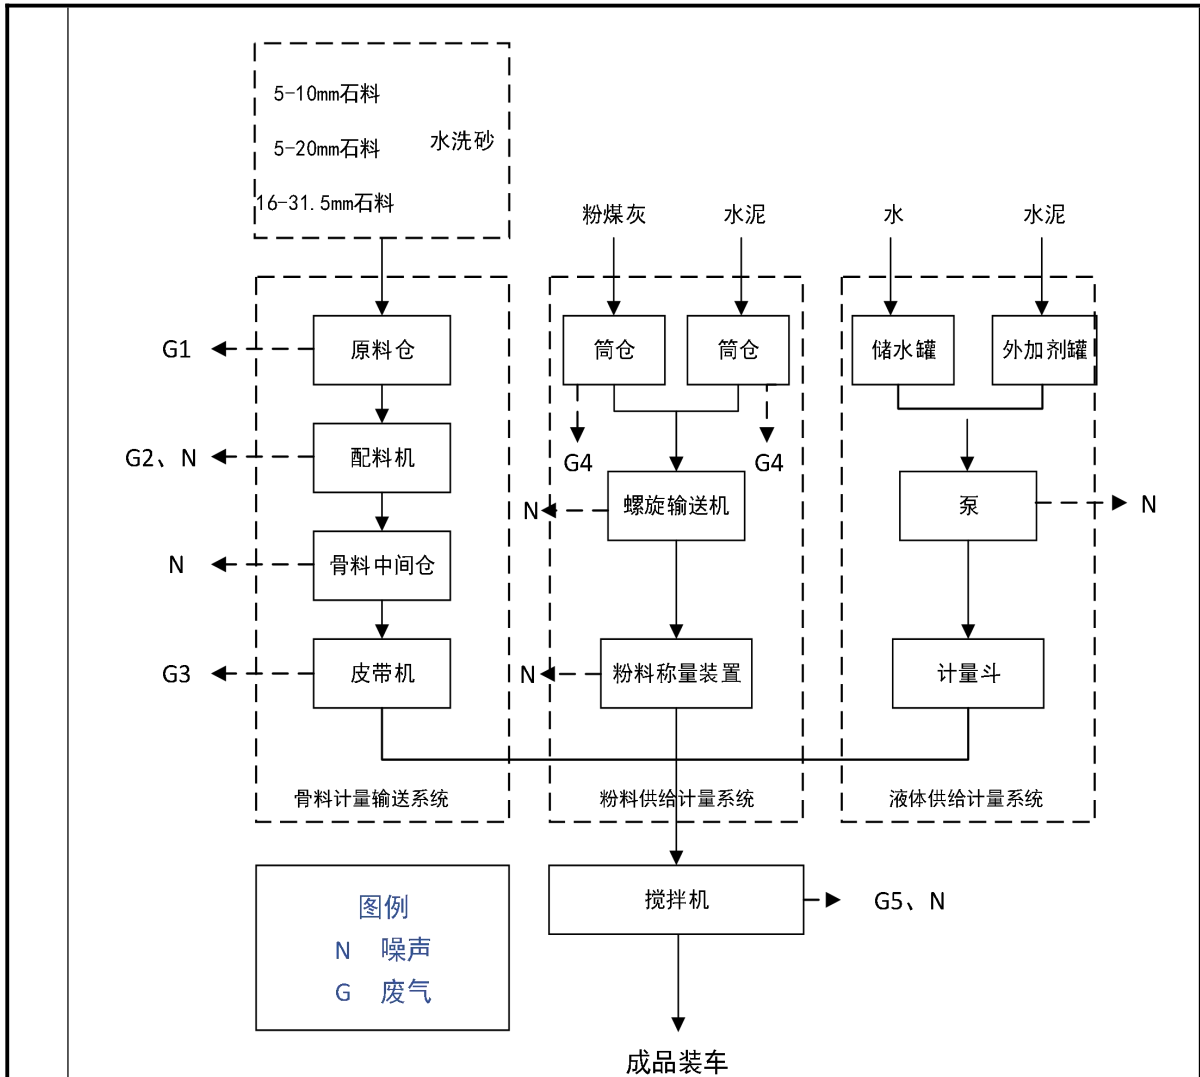 5-10mm石料
水洗砂
5-20mm石料
16-31.5mm石料
粉煤灰
水泥
水
水泥
G1
原料仓
筒仓
筒仓
储水罐
外加剂罐
G2、N
配料机
G4
G4
N
螺旋输送机
泵
N
N
骨料中间仓
G3
皮带机
N
粉料称量装置
计量斗
骨料计量输送系统
粉料供给计量系统
液体供给计量系统
搅拌机
G5、N
图例
N 噪声
G 废气
成品装车